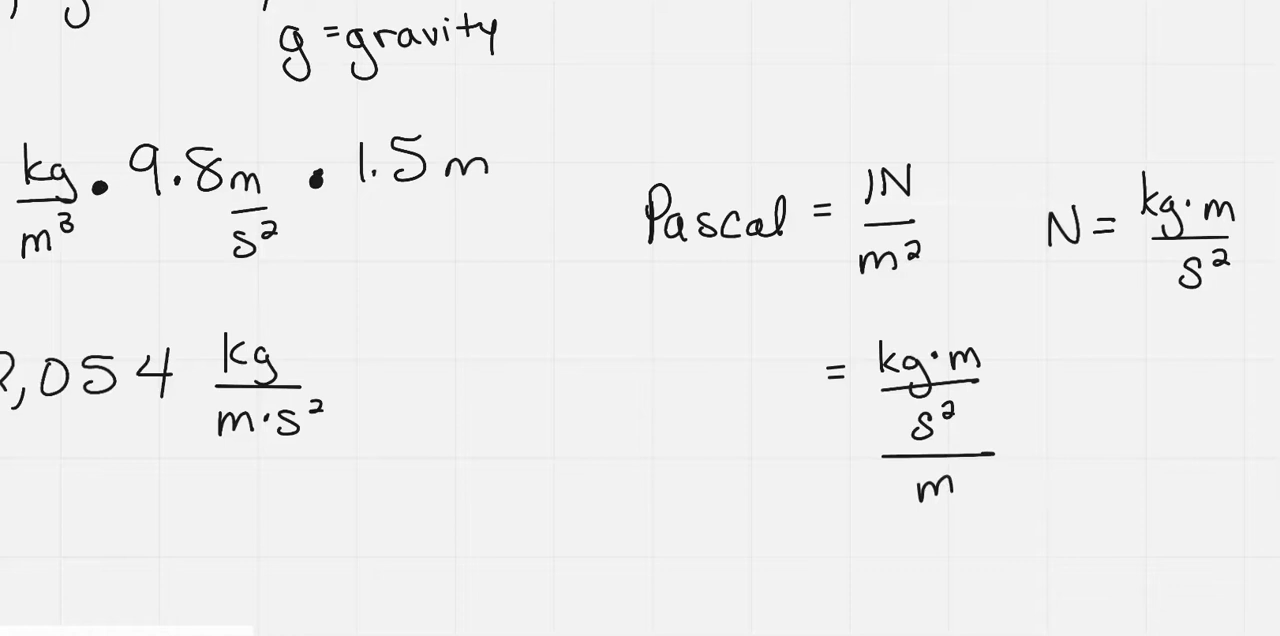 g = gravity
kg/m³ • 9.8 m/s² • 1.5 m
Pascal = 1N/m² N = kg·m/s²
,054 kg/m·s²
= kg·m/s²/m